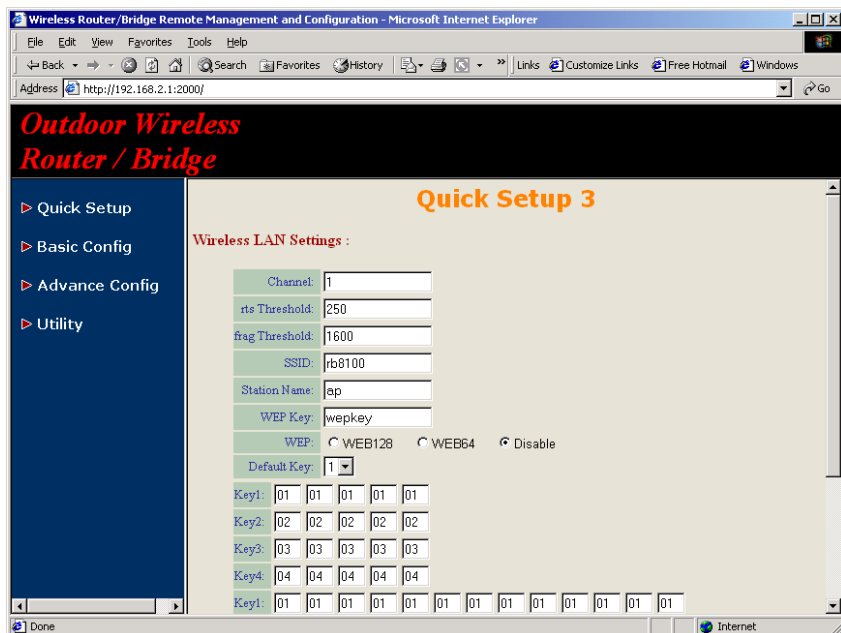 Wireless Router/Bridge Remote Management and Configuration - Microsoft Internet Explorer
File Edit View Favorites Tools Help
Back Search Favorites History » Links Customize Links Free Hotmail Windows
Address http://192.168.2.1:2000/ Go
Outdoor Wireless
Router / Bridge
Quick Setup
Basic Config
Advance Config
Utility
Quick Setup 3
Wireless LAN Settings :
Channel: 1
rts Threshold: 250
frag Threshold: 1600
SSID: rb8100
Station Name: ap
WEP Key: wepkey
WEP: WEB128 WEB64 Disable
Default Key: 1
Key1: 01 01 01 01 01
Key2: 02 02 02 02 02
Key3: 03 03 03 03 03
Key4: 04 04 04 04 04
Key1: 01 01 01 01 01 01 01 01 01 01 01 01 01
Done Internet